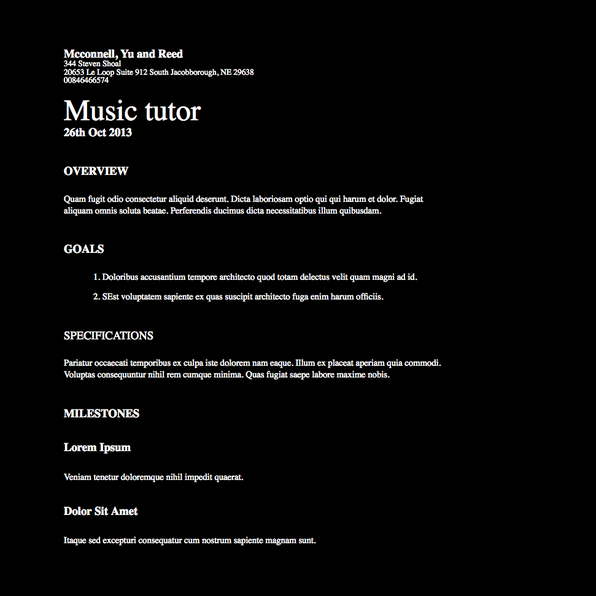 Mcconnell, Yu and Reed
344 Steven Shoal
20653 Le Loop Suite 912 South Jacobborough, NE 29638
00846466574
Music tutor
26th Oct 2013
OVERVIEW
Quam fugit odio consectetur aliquid deserunt. Dicta laboriosam optio qui qui harum et dolor. Fugiat
aliquam omnis soluta beatae. Perferendis ducimus dicta necessitatibus illum quibusdam.
GOALS
1. Doloribus accusantium tempore architecto quod totam delectus velit quam magni ad id.
2. SEst voluptatem sapiente ex quas suscipit architecto fuga enim harum officiis.
SPECIFICATIONS
Pariatur occaecati temporibus ex culpa iste dolorem nam eaque. Illum ex placeat aperiam quia commodi.
Voluptas consequuntur nihil rem cumque minima. Quas fugiat saepe labore maxime nobis.
MILESTONES
Lorem Ipsum
Veniam tenetur doloremque nihil impedit quaerat.
Dolor Sit Amet
Itaque sed excepturi consequatur cum nostrum sapiente magnam sunt.